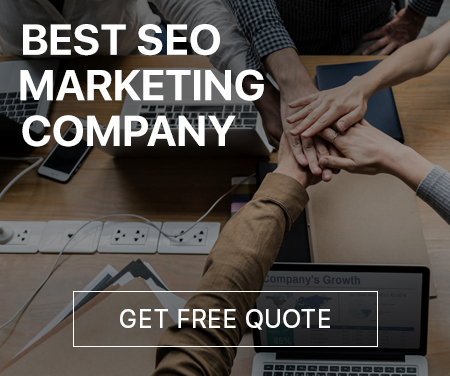 BEST SEO
MARKETING
COMPANY
Company's Growth
GET FREE QUOTE